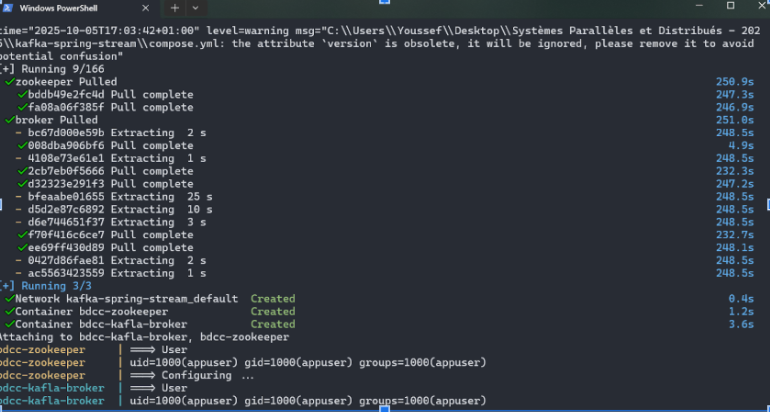 Windows PowerShell
time="2025-10-05T17:03:42+01:00" level=warning msg="C:\\Users\\Youssef\\Desktop\\Systèmes Parallèles et Distribués - 202
5\\kafka-spring-stream\\compose.yml: the attribute `version` is obsolete, it will be ignored, please remove it to avoid
potential confusion"
[+] Running 9/166
✓zookeeper Pulled 250.9s
✓bddb49e2fc4d Pull complete 247.3s
✓fa08a06f385f Pull complete 246.9s
✓broker Pulled 251.0s
- bc67d000e59b Extracting 2 s 248.5s
✓008dba906bf6 Pull complete 4.9s
- 4108e73e61e1 Extracting 1 s 248.5s
✓2cb7eb0f5666 Pull complete 232.3s
✓d32323e291f3 Pull complete 247.2s
- bfeaabe01655 Extracting 25 s 248.5s
- d5d2e87c6892 Extracting 10 s 248.5s
- d6e744651f37 Extracting 3 s 248.5s
✓f70f416c6ce7 Pull complete 232.7s
✓ee69ff430d89 Pull complete 248.1s
- 0427d86fae81 Extracting 2 s 248.5s
- ac5563423559 Extracting 1 s 248.5s
[+] Running 3/3
✓Network kafka-spring-stream_default Created 0.4s
✓Container bdcc-zookeeper Created 1.2s
✓Container bdcc-kafla-broker Created 3.6s
Attaching to bdcc-kafla-broker, bdcc-zookeeper
bdcc-zookeeper | ===> User
bdcc-zookeeper | uid=1000(appuser) gid=1000(appuser) groups=1000(appuser)
bdcc-zookeeper | ===> Configuring ...
bdcc-kafla-broker | ===> User
bdcc-kafla-broker | uid=1000(appuser) gid=1000(appuser) groups=1000(appuser)